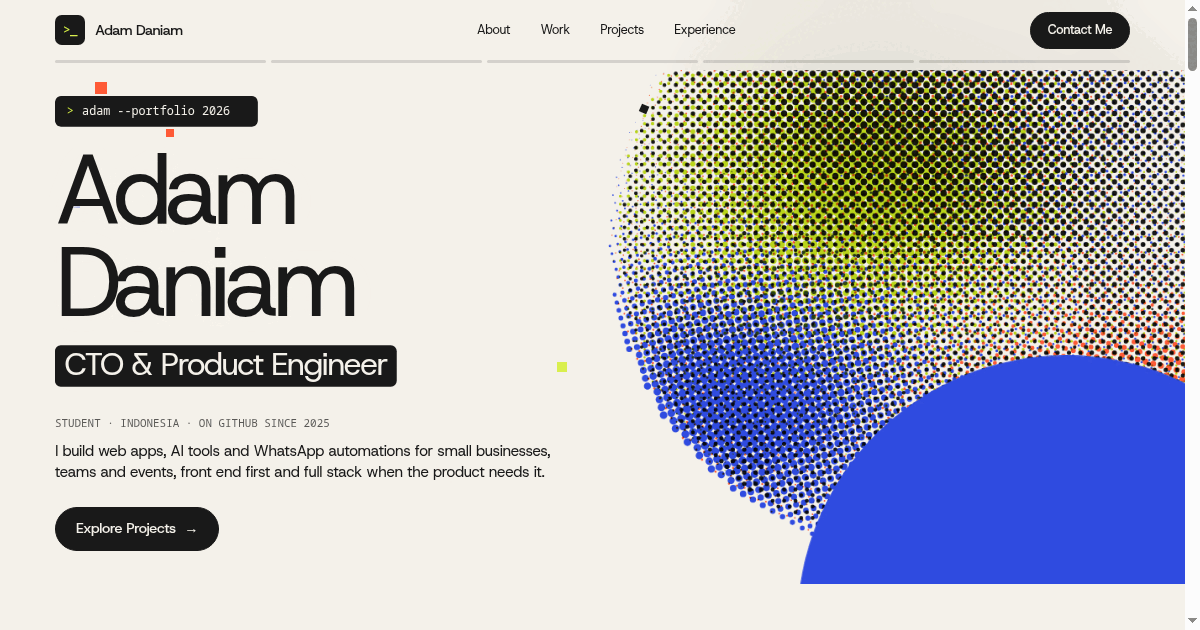 >_ Adam Daniam
About Work Projects Experience
Contact Me
> adam --portfolio 2026
Adam
Daniam
CTO & Product Engineer
STUDENT · INDONESIA · ON GITHUB SINCE 2025
I build web apps, AI tools and WhatsApp automations for small businesses,
teams and events, front end first and full stack when the product needs it.
Explore Projects →